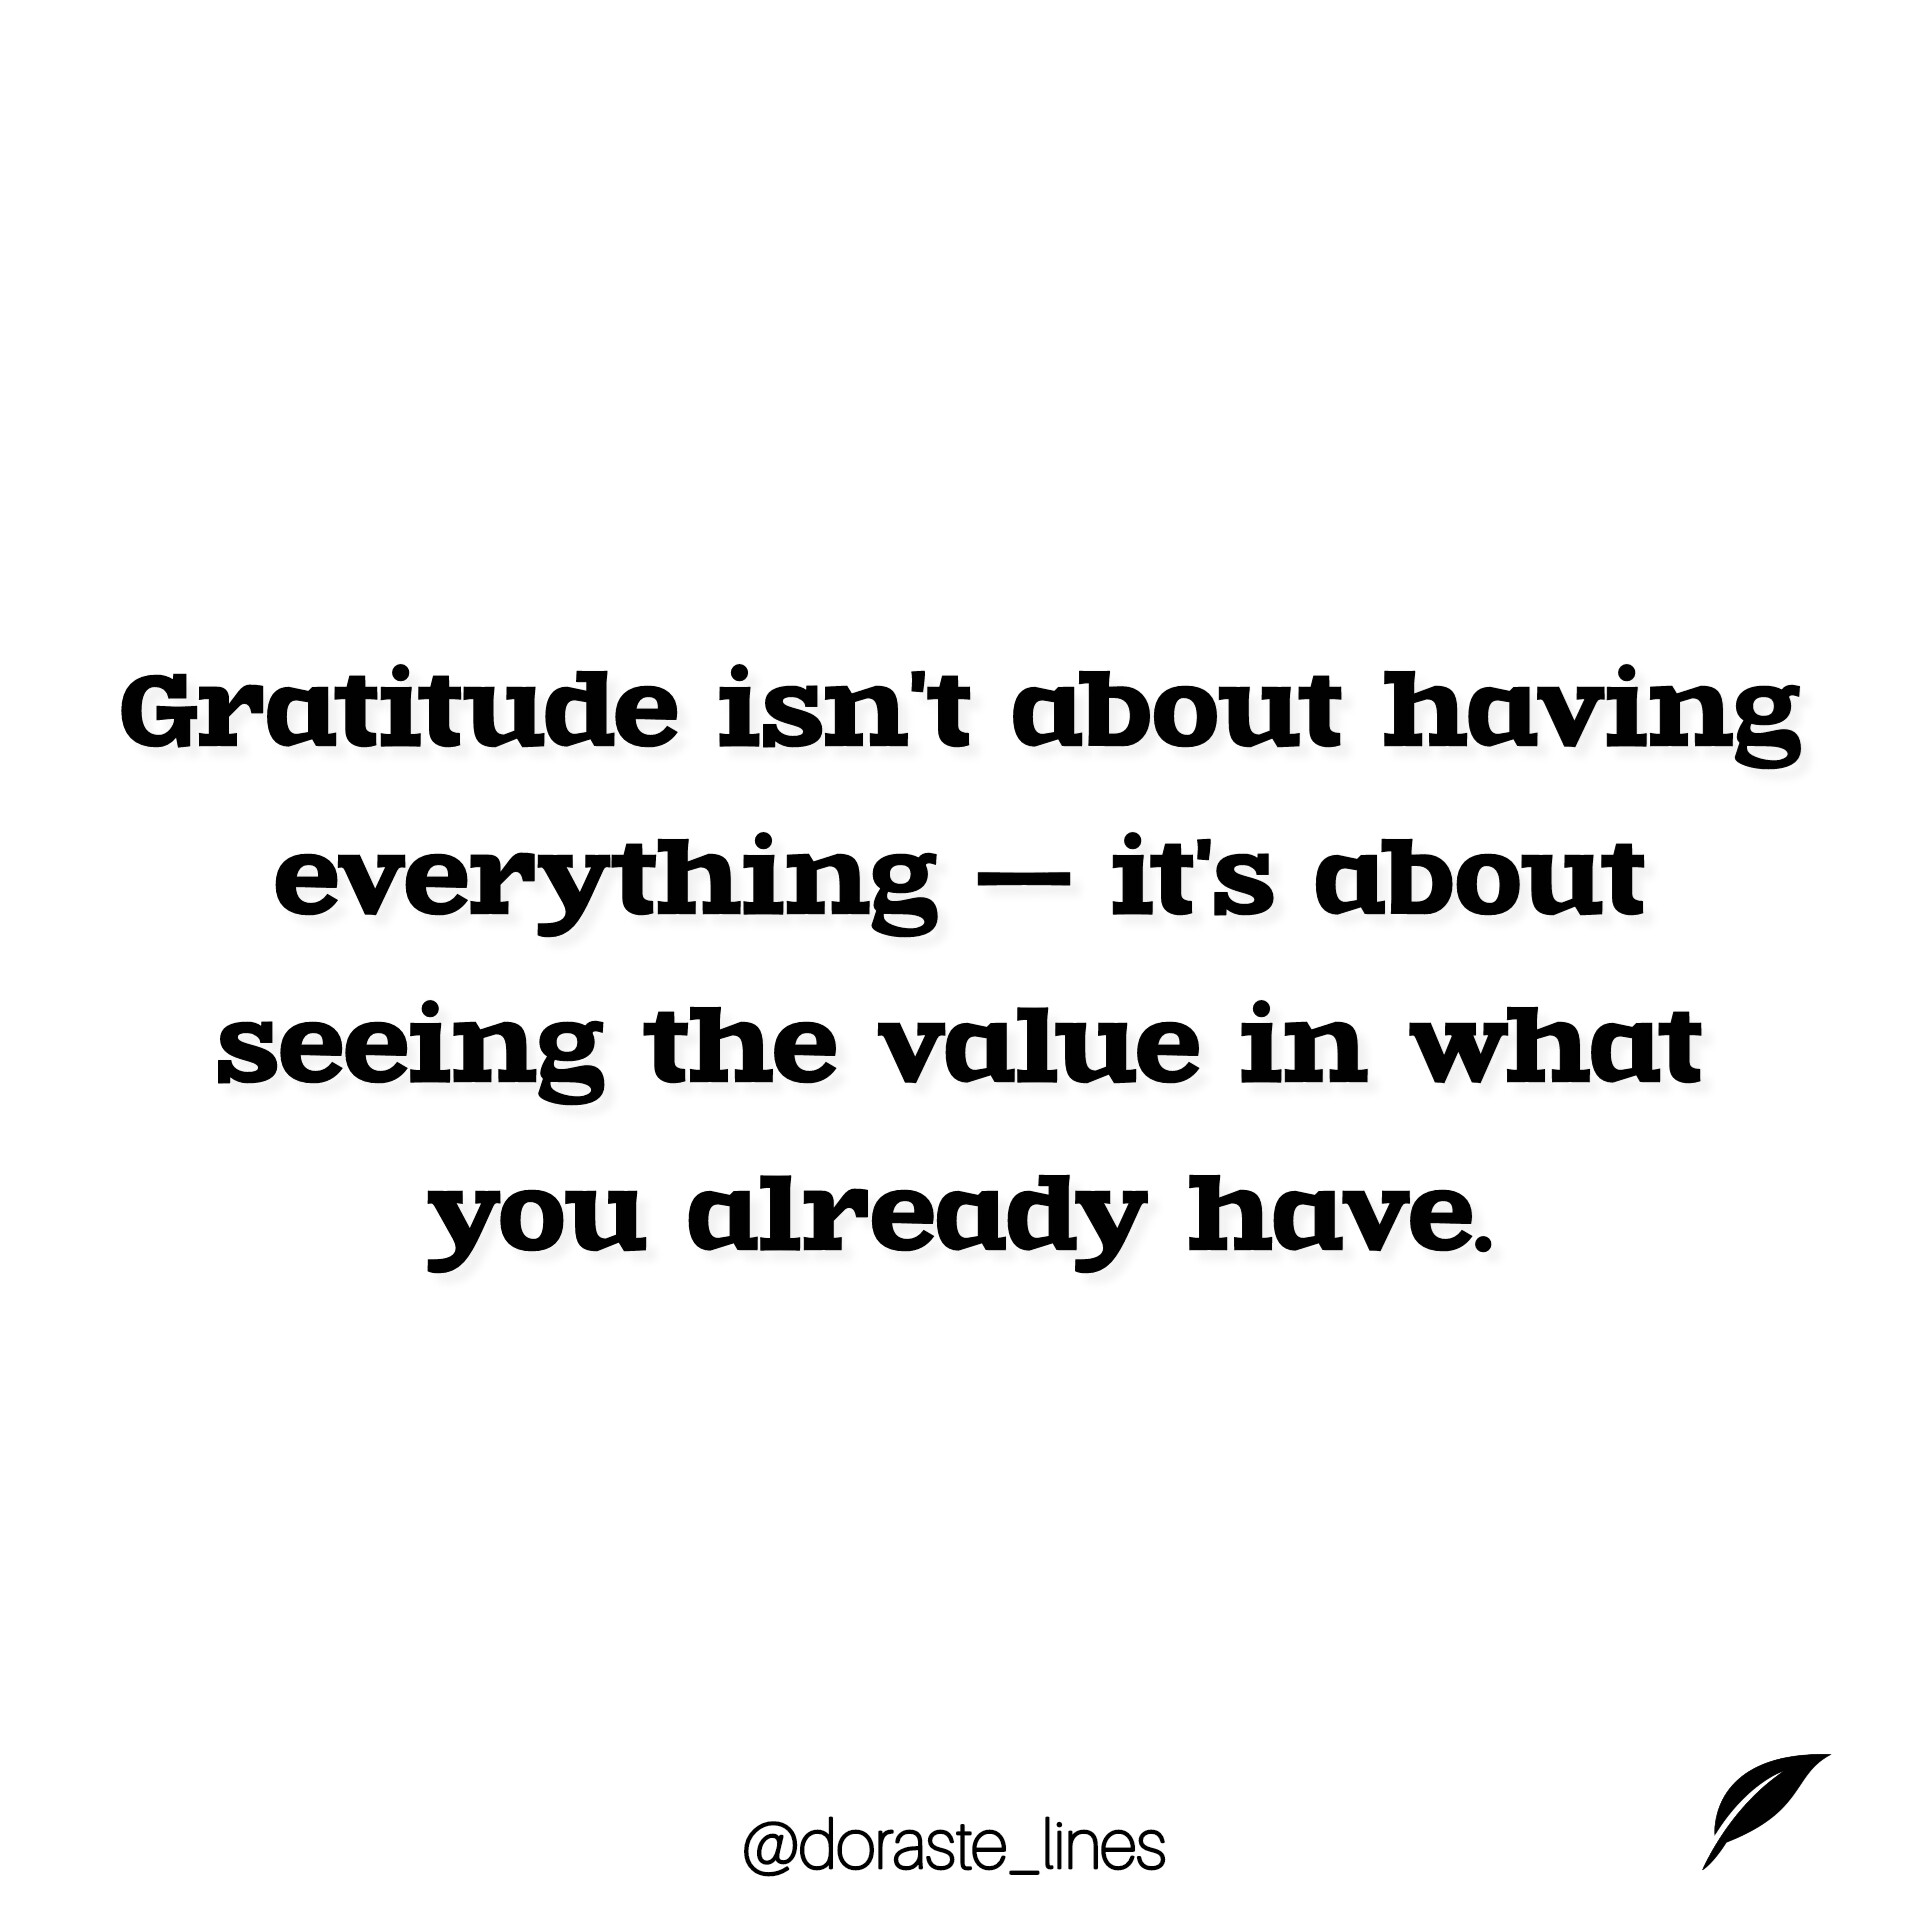 Gratitude isn't about having
everything — it's about
seeing the value in what
you already have.
@doraste_lines